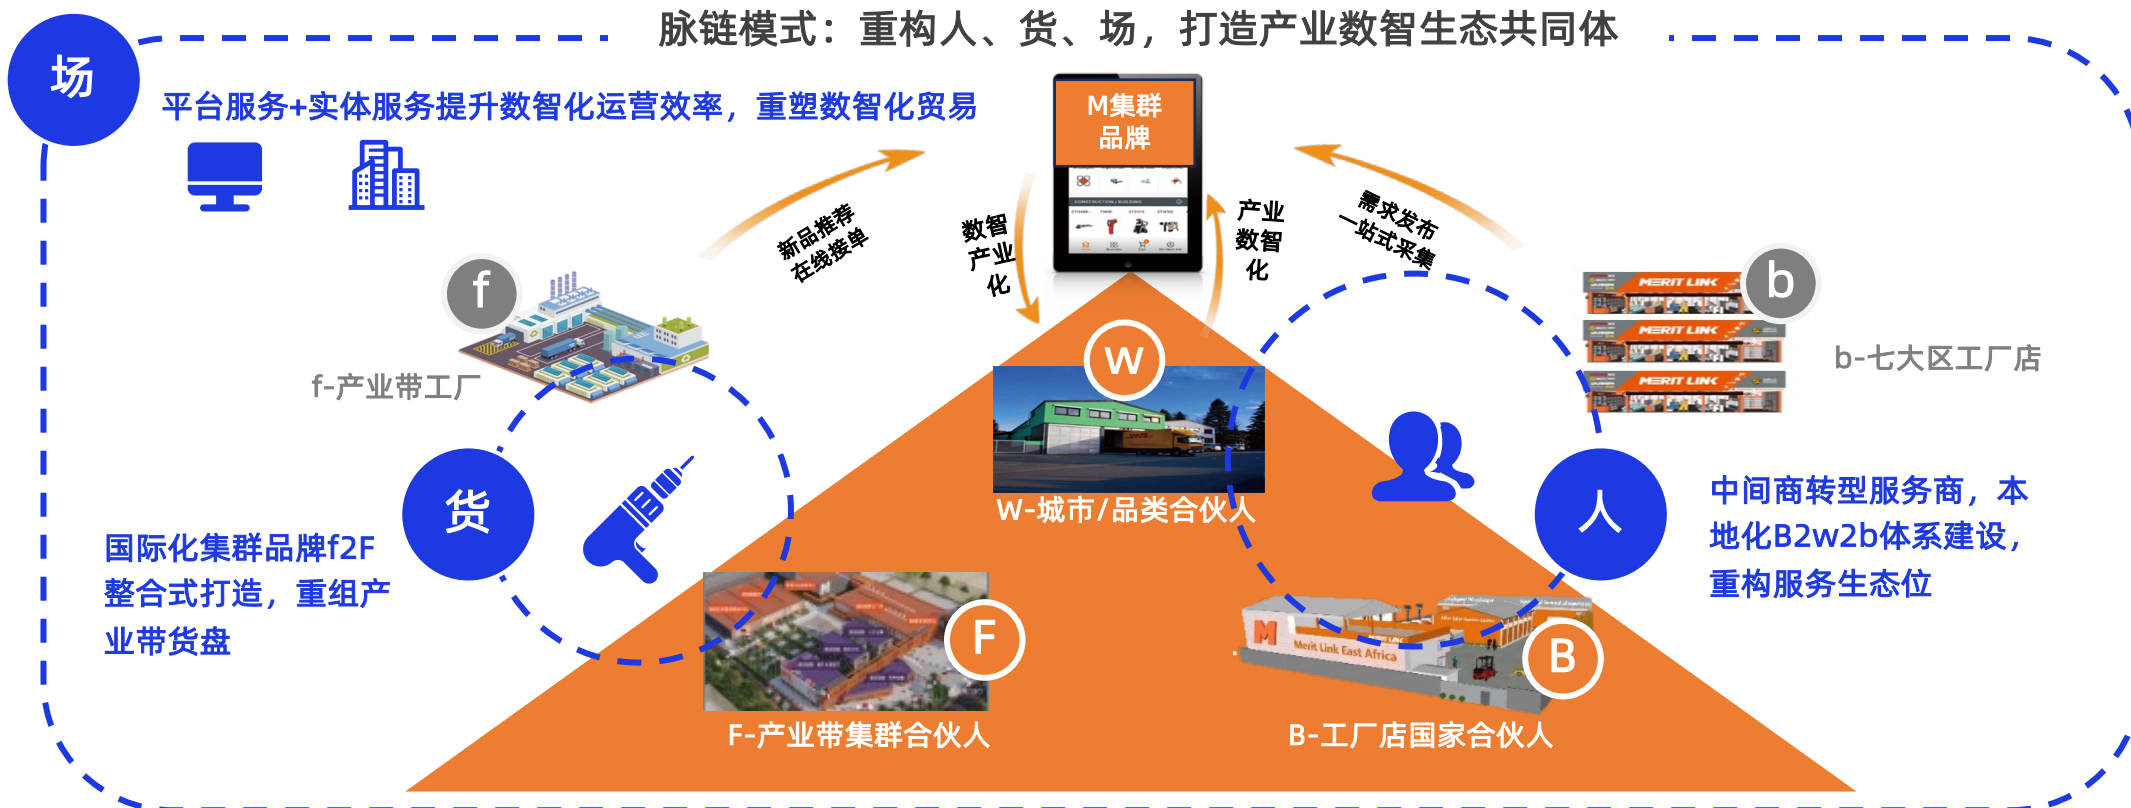 脉链模式：重构人、货、场，打造产业数智生态共同体
场
平台服务+实体服务提升数智化运营效率，重塑数智化贸易
M集群
品牌
CONSTRUCTION / BUILDING
新品推荐
在线接单
数智
产业
化
产业
数智
化
需求发布
一站式采集
f
f-产业带工厂
MERIT LINK
MERIT LINK
MERIT LINK
b
b-七大区工厂店
W
W-城市/品类合伙人
货
国际化集群品牌f2F
整合式打造，重组产
业带货盘
人
中间商转型服务商，本
地化B2w2b体系建设，
重构服务生态位
F
F-产业带集群合伙人
M
MERIT LINK
Merit Link East Africa
B
B-工厂店国家合伙人